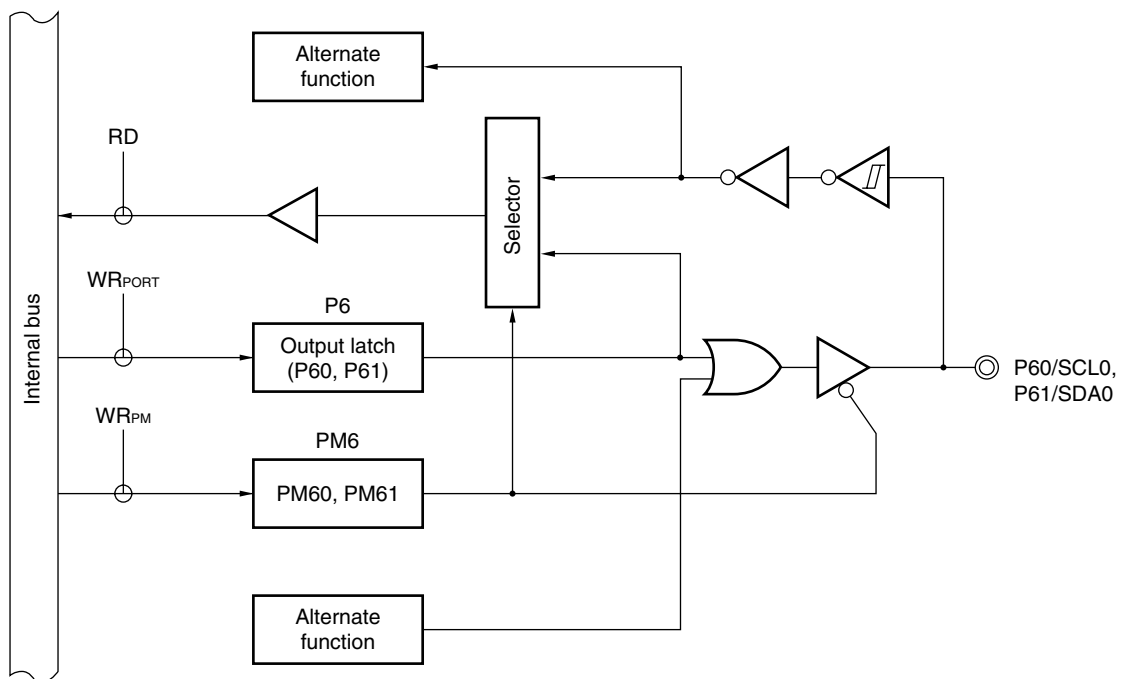 Alternate
function
RD
Selector
WRPORT
P6
Output latch
(P60, P61)
Internal bus
P60/SCL0,
P61/SDA0
WRPM
PM6
PM60, PM61
Alternate
function